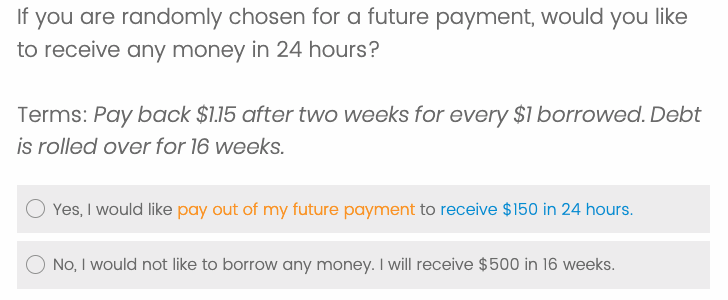 If you are randomly chosen for a future payment, would you like
to receive any money in 24 hours?
Terms: Pay back $1.15 after two weeks for every $1 borrowed. Debt
is rolled over for 16 weeks.
Yes, I would like pay out of my future payment to receive $150 in 24 hours.
No, I would not like to borrow any money. I will receive $500 in 16 weeks.